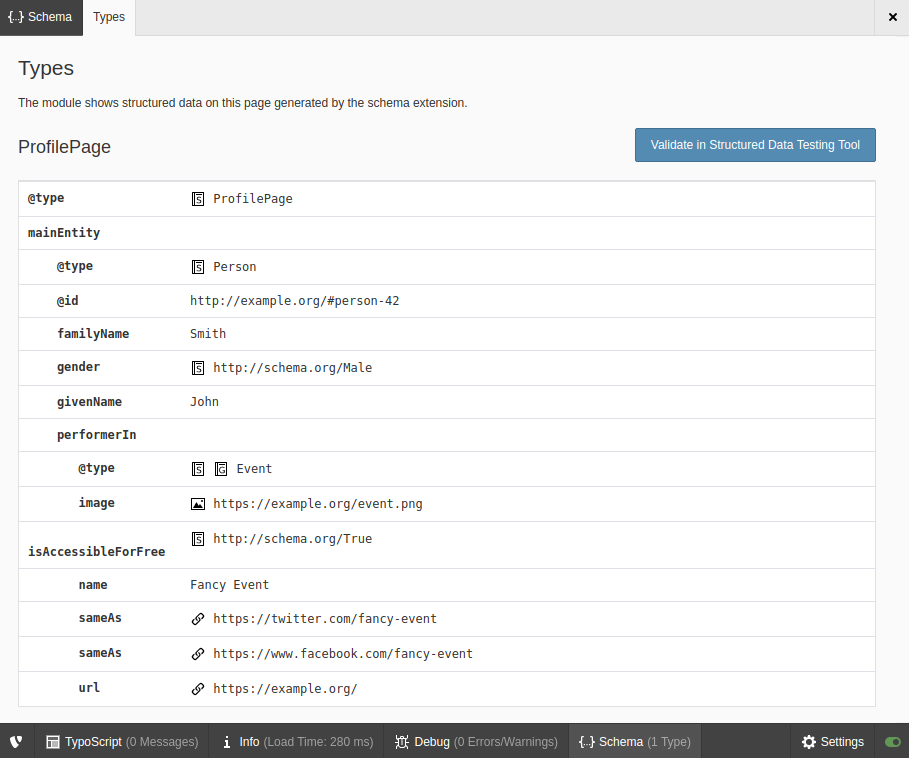 {...} Schema Types
Types
The module shows structured data on this page generated by the schema extension.
ProfilePage Validate in Structured Data Testing Tool
@type ProfilePage
mainEntity
@type Person
@id http://example.org/#person-42
familyName Smith
gender http://schema.org/Male
givenName John
performerIn
@type Event
image https://example.org/event.png
isAccessibleForFree http://schema.org/True
name Fancy Event
sameAs https://twitter.com/fancy-event
sameAs https://www.facebook.com/fancy-event
url https://example.org/
TypoScript (0 Messages) Info (Load Time: 280 ms) Debug (0 Errors/Warnings) {...} Schema (1 Type) Settings